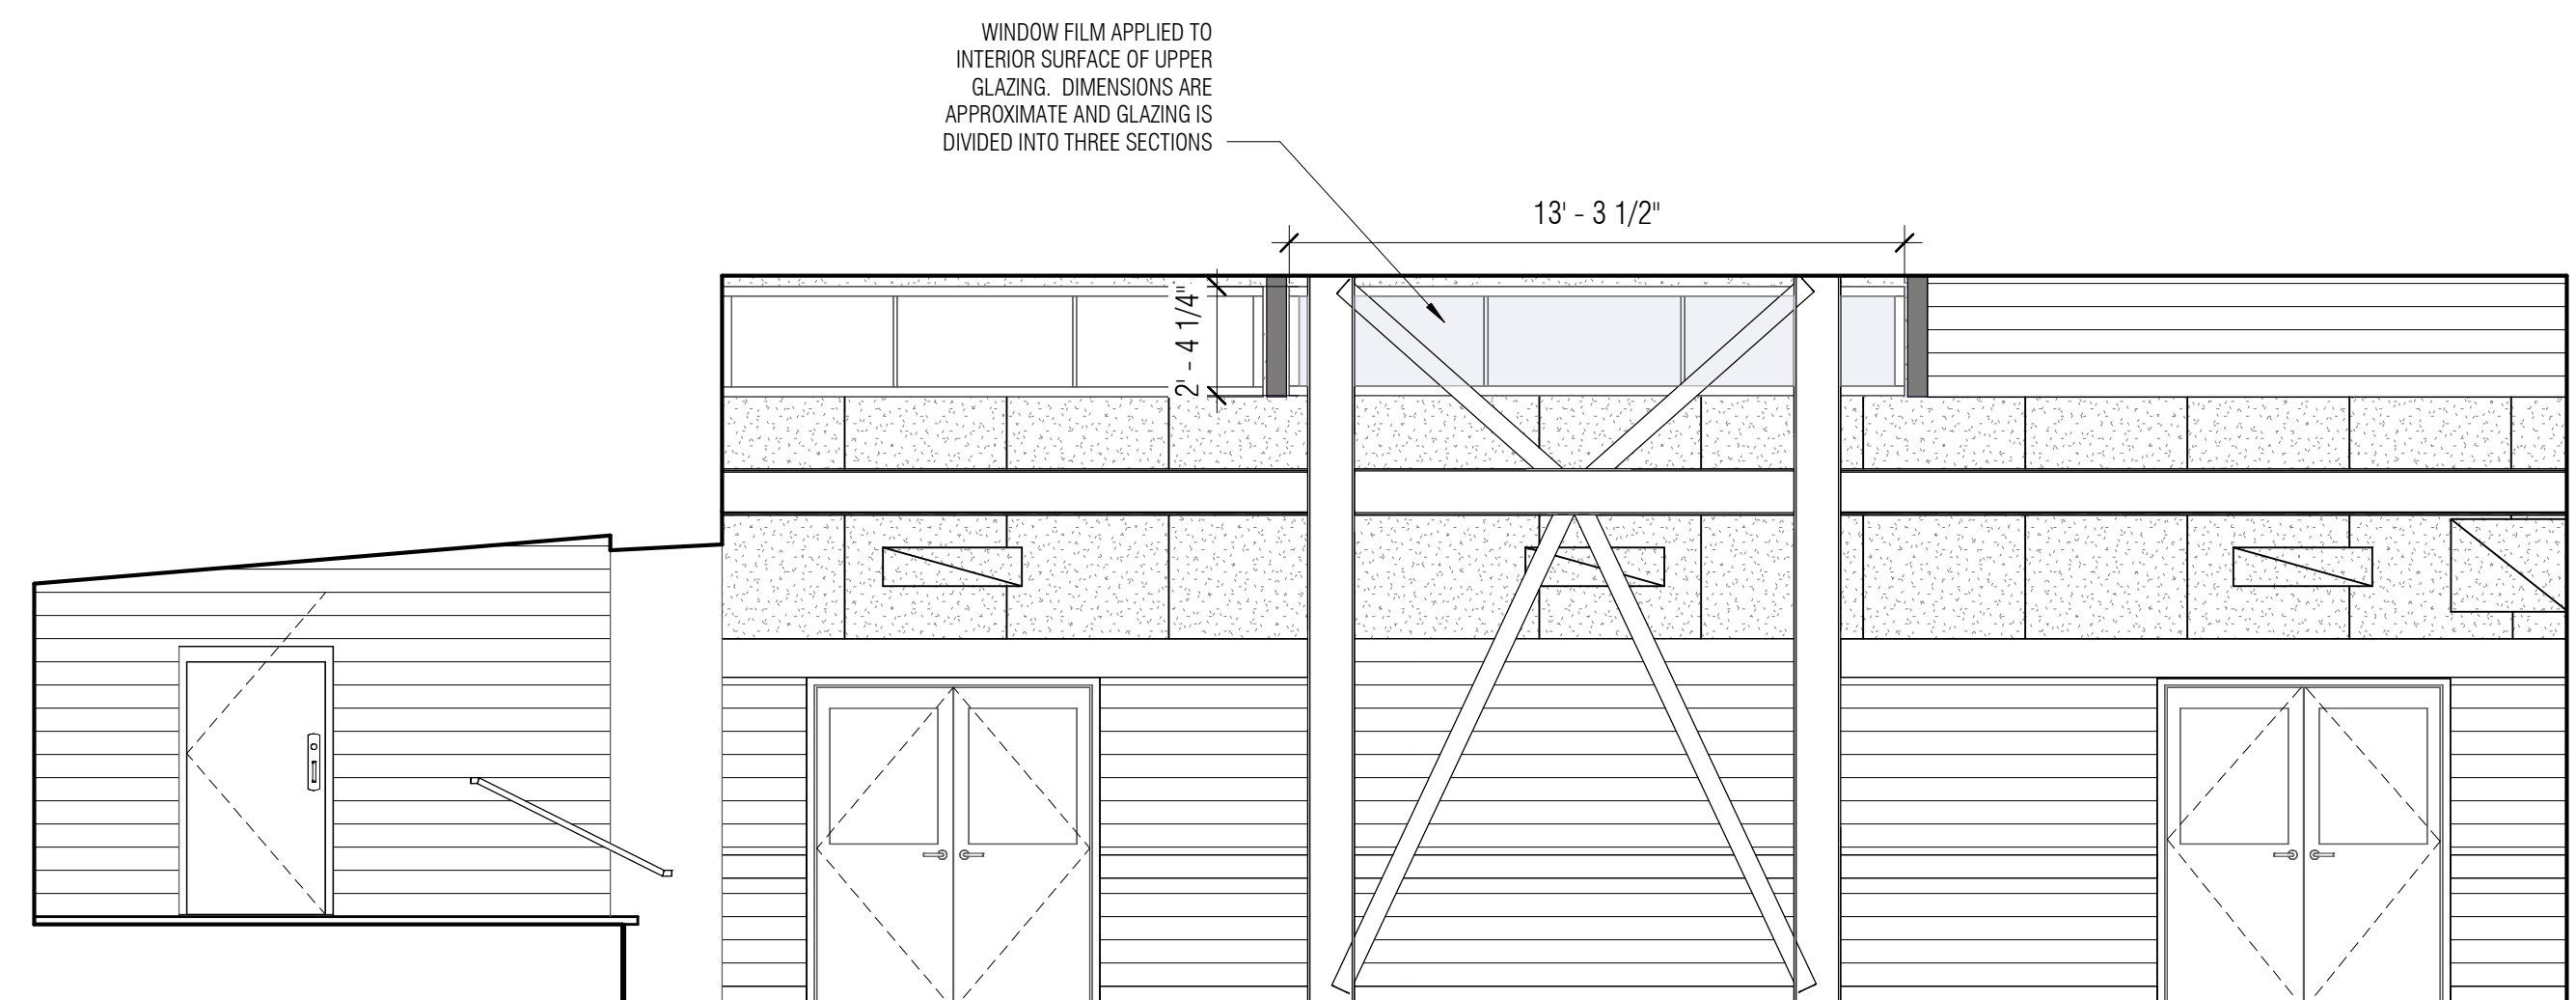 WINDOW FILM APPLIED TO
INTERIOR SURFACE OF UPPER
GLAZING. DIMENSIONS ARE
APPROXIMATE AND GLAZING IS
DIVIDED INTO THREE SECTIONS
13' - 3 1/2"
2' - 4 1/4"